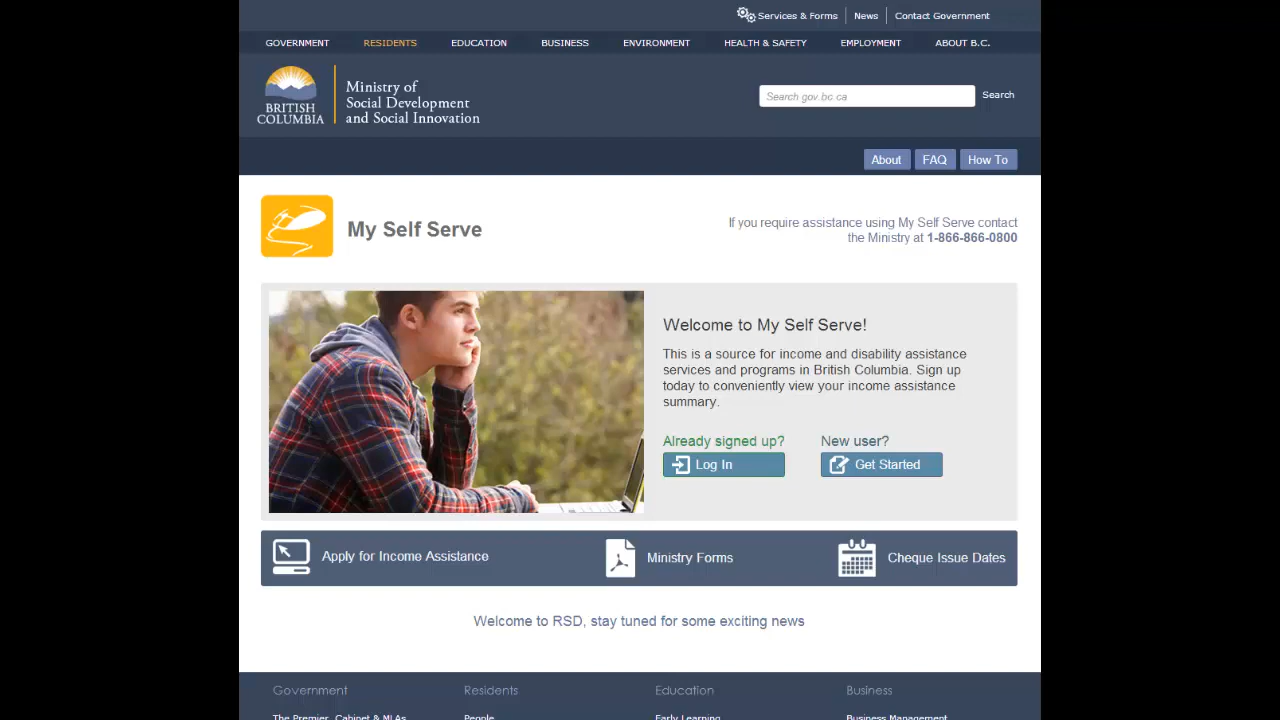 Services & Forms
News
Contact Government
GOVERNMENT
RESIDENTS
EDUCATION
BUSINESS
ENVIRONMENT
HEALTH & SAFETY
EMPLOYMENT
ABOUT B.C.
BRITISH
COLUMBIA
Ministry of
Social Development
and Social Innovation
Search gov.bc.ca
Search
About
FAQ
How To
My Self Serve
If you require assistance using My Self Serve contact
the Ministry at 1-866-866-0800
Welcome to My Self Serve!
This is a source for income and disability assistance
services and programs in British Columbia. Sign up
today to conveniently view your income assistance
summary.
Already signed up?
New user?
Log In
Get Started
Apply for Income Assistance
Ministry Forms
Cheque Issue Dates
Welcome to RSD, stay tuned for some exciting news
Government
Residents
Education
Business
The Premier, Cabinet & MLAs
People
Early Learning
Business Management